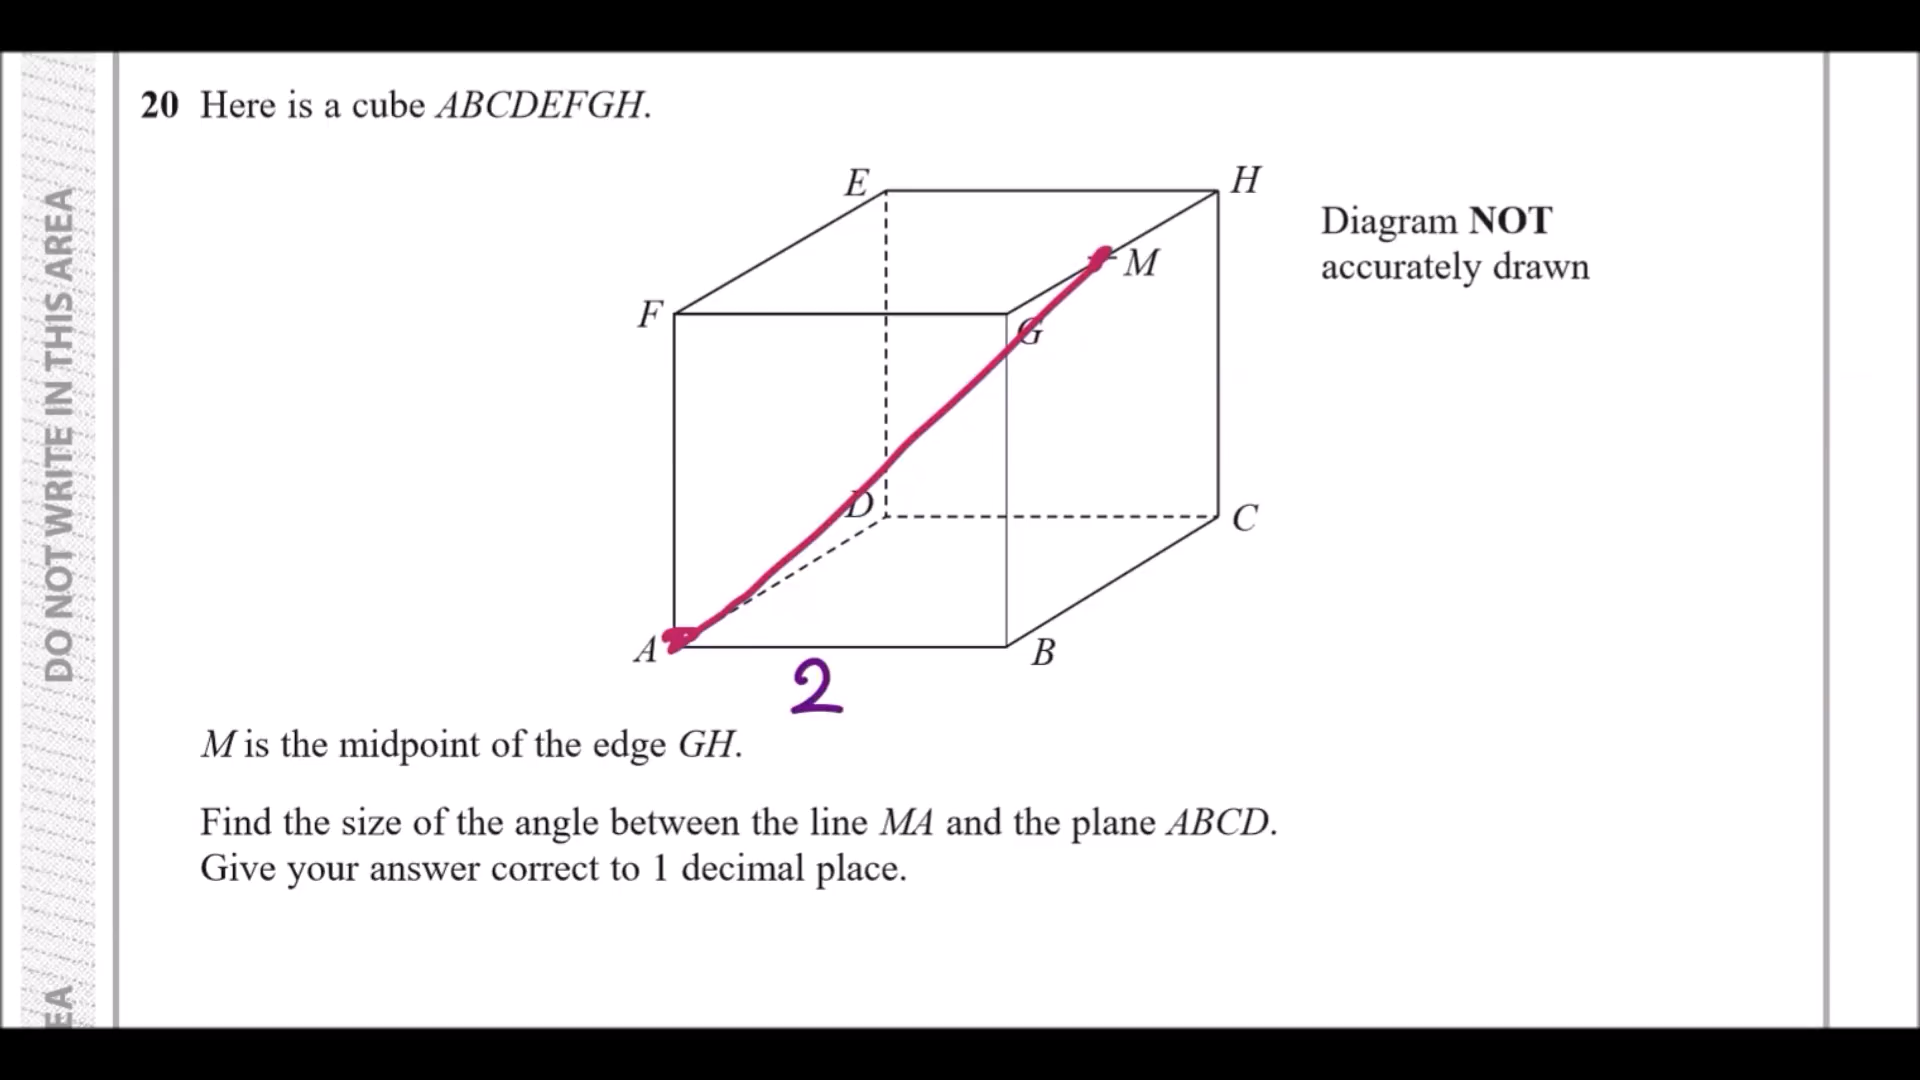 20 Here is a cube ABCDEFGH.
E
H
Diagram NOT
accurately drawn
M
F
G
D
C
A
B
2
M is the midpoint of the edge GH.
Find the size of the angle between the line MA and the plane ABCD.
Give your answer correct to 1 decimal place.
DO NOT WRITE IN THIS AREA
EA